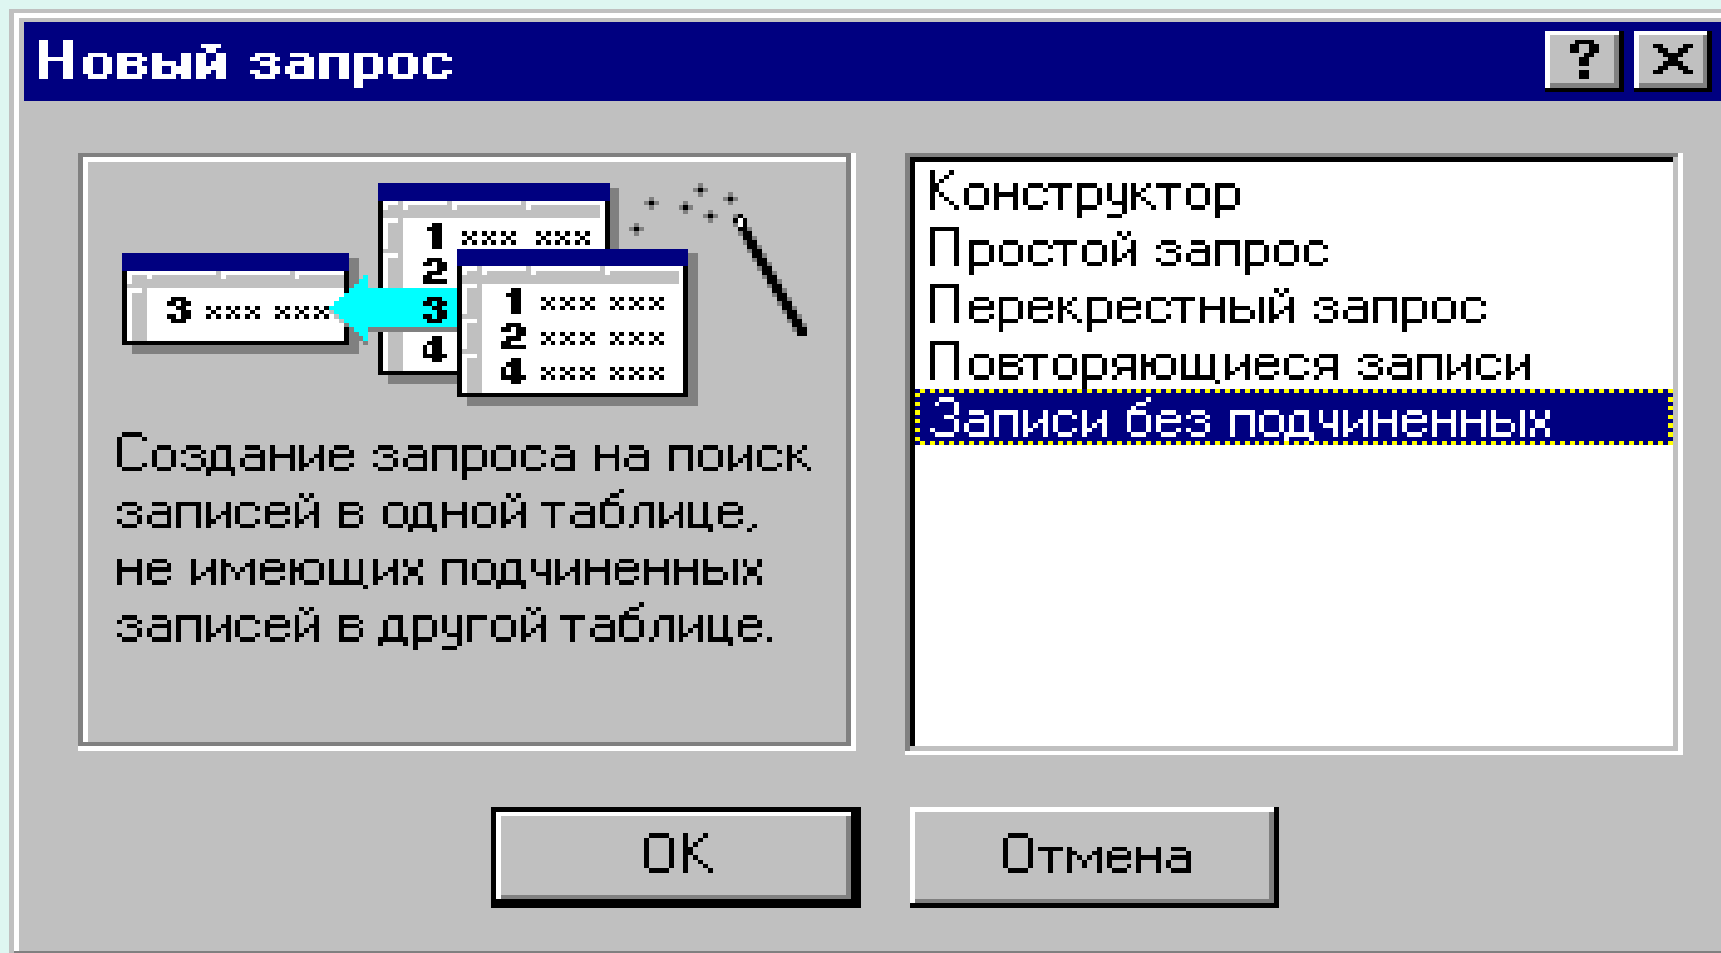 Новый запрос
1 xxx xxx
2
3
4
3 xxx xxx
1 xxx xxx
2 xxx xxx
4 xxx xxx
Создание запроса на поиск
записей в одной таблице,
не имеющих подчиненных
записей в другой таблице.
Конструктор
Простой запрос
Перекрестный запрос
Повторяющиеся записи
Записи без подчиненных
OK
Отмена